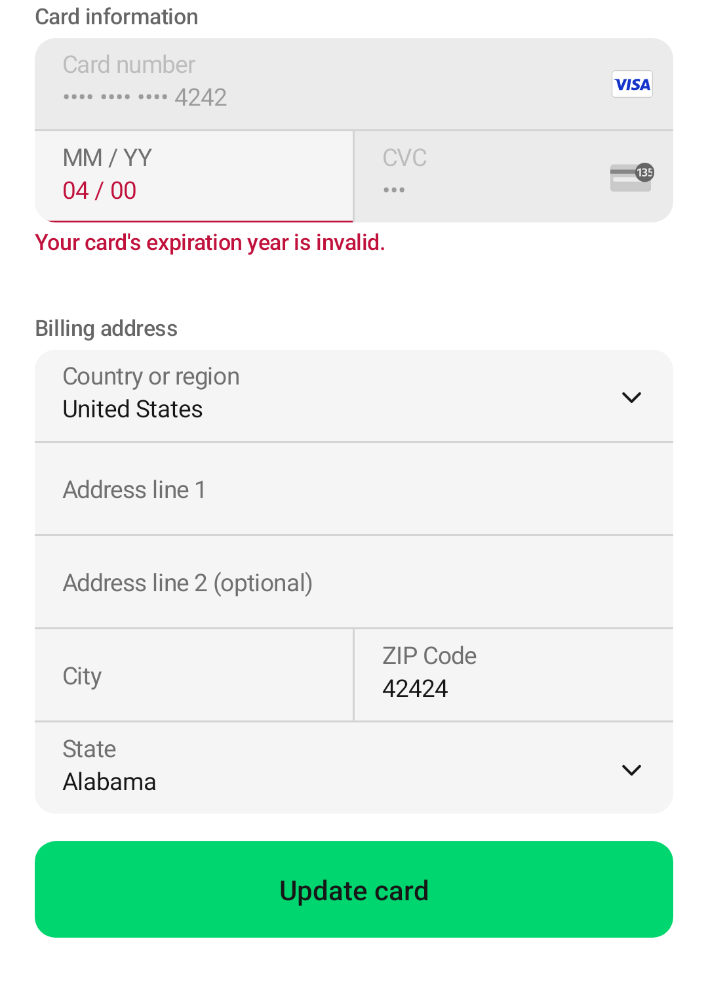 Card information
Card number
•••• •••• •••• 4242
VISA
MM / YY
04 / 00
CVC
•••
135
Your card's expiration year is invalid.
Billing address
Country or region
United States
Address line 1
Address line 2 (optional)
City
ZIP Code
42424
State
Alabama
Update card